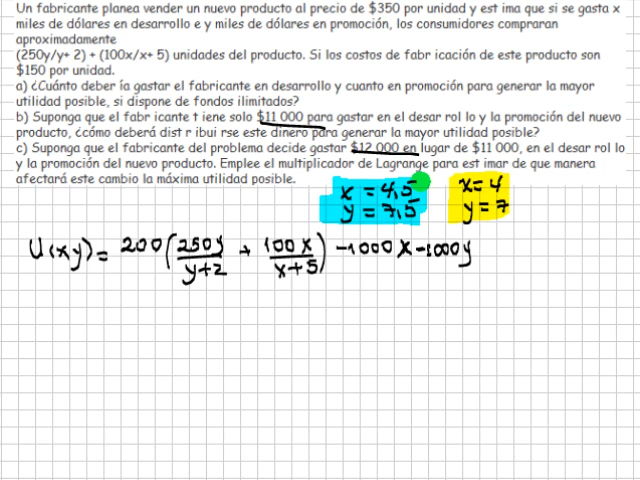 Un fabricante planea vender un nuevo producto al precio de $350 por unidad y est ima que si se gasta x
miles de dólares en desarrollo e y miles de dólares en promoción, los consumidores compraran
aproximadamente
(250y/y+ 2) + (100x/x+ 5) unidades del producto. Si los costos de fabr icación de este producto son
$150 por unidad.
a) ¿Cuánto deber ía gastar el fabricante en desarrollo y cuanto en promoción para generar la mayor
utilidad posible, si dispone de fondos ilimitados?
b) Suponga que el fabr icante t iene solo $11 000 para gastar en el desar rol lo y la promoción del nuevo
producto, ¿cómo deberá dist r ibui rse este dinero para generar la mayor utilidad posible?
c) Suponga que el fabricante del problema decide gastar $12 000 en lugar de $11 000, en el desar rol lo
y la promoción del nuevo producto. Emplee el multiplicador de Lagrange para est imar de que manera
afectará este cambio la máxima utilidad posible.
x = 4,5 x= 4
y = 7,5 y = 7
U(xy) = 200(250y/y+2 + 100x/x+5) -1000x -1000y